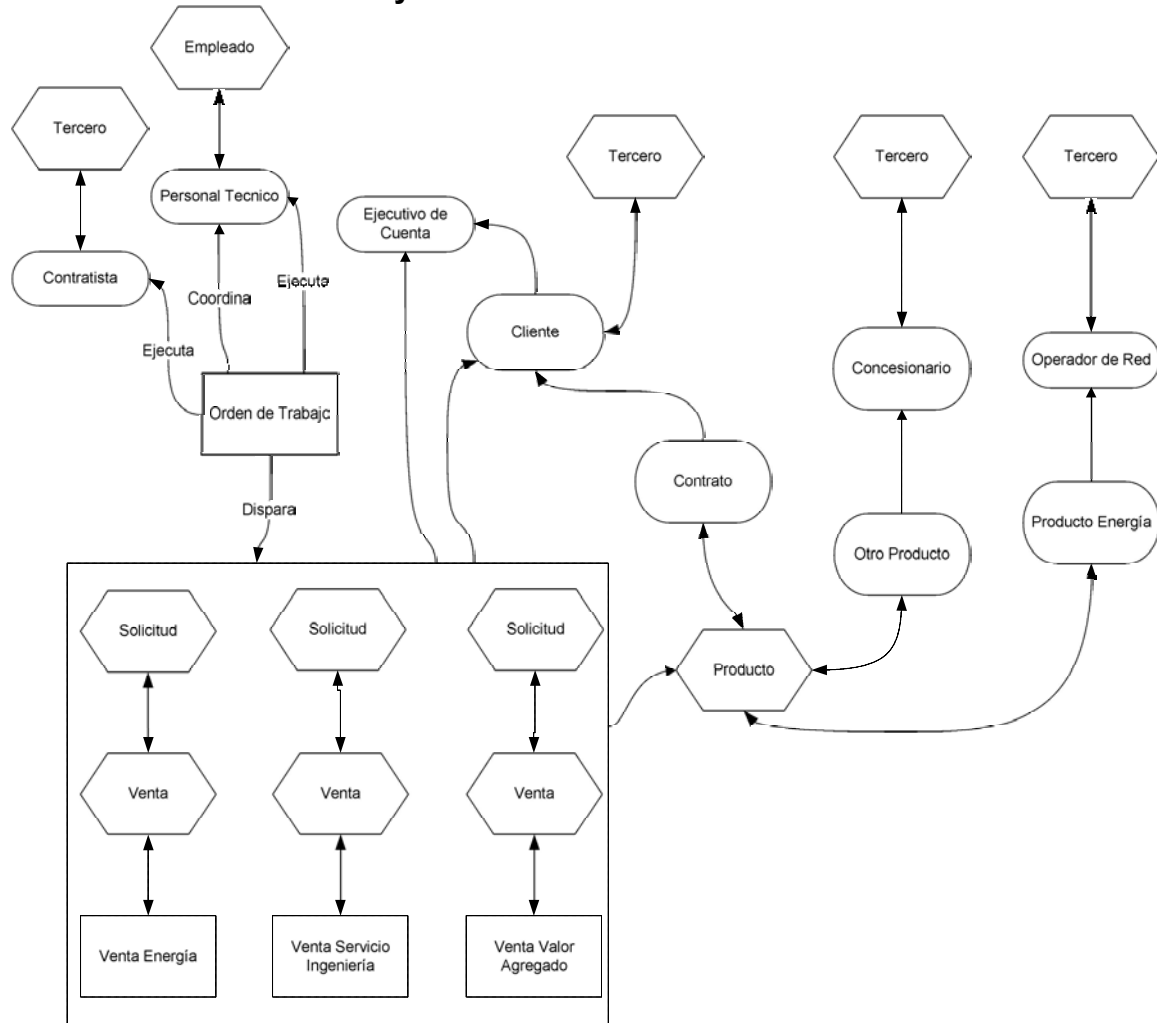 Empleado
Tercero
Tercero
Tercero
Tercero
Personal Tecnico
Ejecutivo de
Cuenta
Contratista
Ejecuta
Coordina
Cliente
Ejecuta
Concesionario
Operador de Red
Orden de Trabajo
Contrato
Dispara
Producto Energía
Otro Producto
Solicitud
Solicitud
Solicitud
Producto
Venta
Venta
Venta
Venta Energía
Venta Servicio
Ingeniería
Venta Valor
Agregado